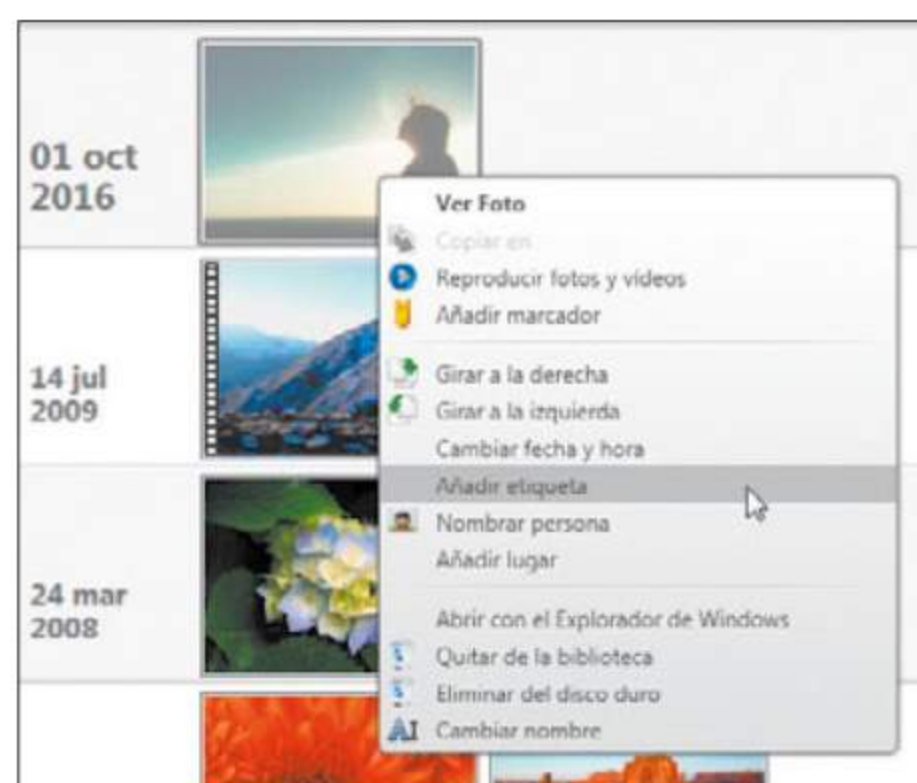 01 oct
2016
Ver Foto
Copiar en
Reproducir fotos y vídeos
Añadir marcador
14 jul
2009
Girar a la derecha
Girar a la izquierda
Cambiar fecha y hora
Añadir etiqueta
Nombrar persona
Añadir lugar
24 mar
2008
Abrir con el Explorador de Windows
Quitar de la biblioteca
Eliminar del disco duro
Cambiar nombre